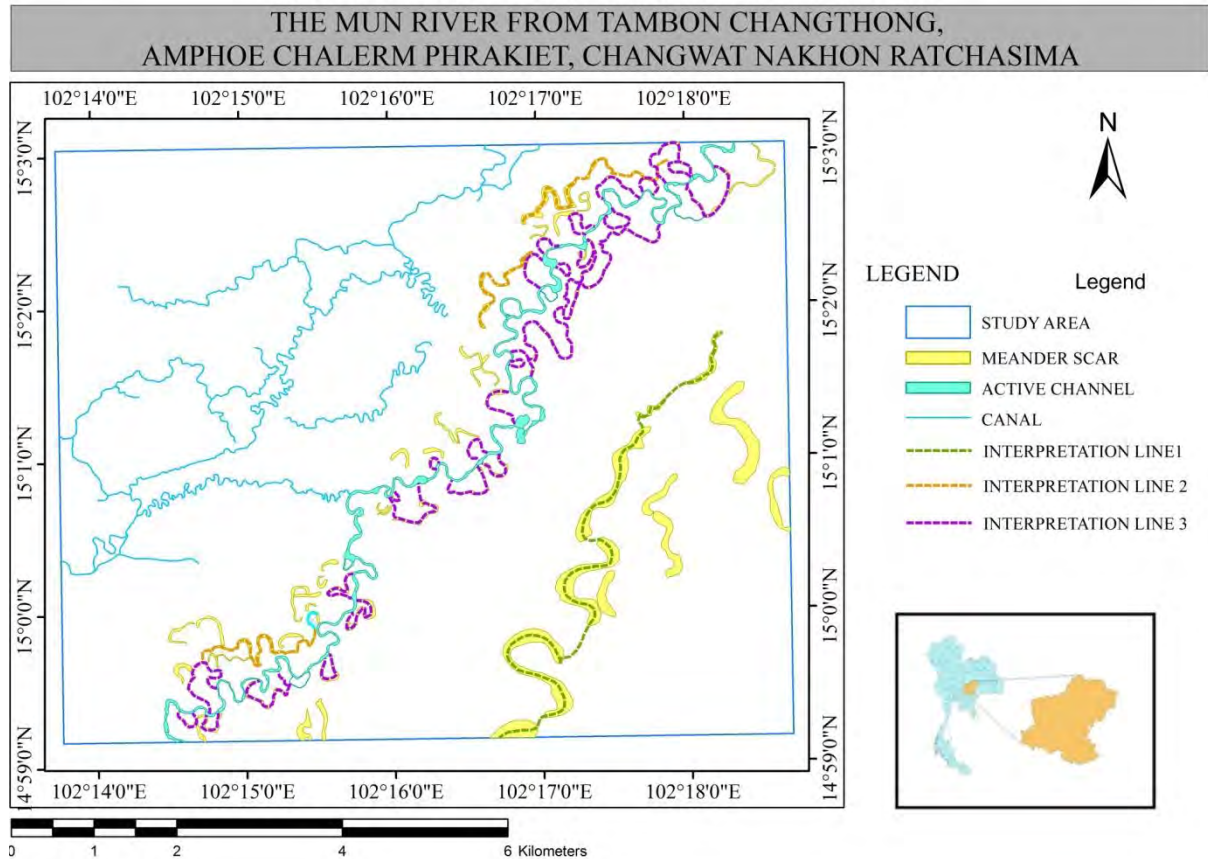 THE MUN RIVER FROM TAMBON CHANGTHONG,
AMPHOE CHALERM PHRAKIET, CHANGWAT NAKHON RATCHASIMA
102°14'0"E 102°15'0"E 102°16'0"E 102°17'0"E 102°18'0"E
15°3'0"N 15°3'0"N
15°2'0"N 15°2'0"N
15°1'0"N 15°1'0"N
15°0'0"N 15°0'0"N
14°59'0"N 14°59'0"N
102°14'0"E 102°15'0"E 102°16'0"E 102°17'0"E 102°18'0"E
0 1 2 4 6 Kilometers
N
LEGEND Legend
STUDY AREA
MEANDER SCAR
ACTIVE CHANNEL
CANAL
INTERPRETATION LINE1
INTERPRETATION LINE 2
INTERPRETATION LINE 3